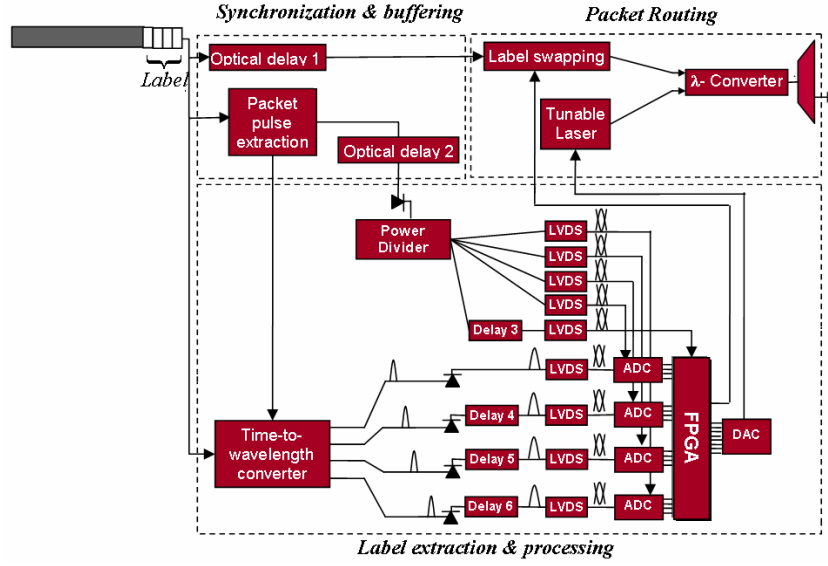 Synchronization & buffering
Packet Routing
Label
Optical delay 1
Label swapping
λ- Converter
Packet
pulse
extraction
Tunable
Laser
Optical delay 2
Power
Divider
LVDS
LVDS
LVDS
LVDS
Delay 3
LVDS
LVDS
ADC
Delay 4
LVDS
ADC
FPGA
DAC
Time-to-
wavelength
converter
Delay 5
LVDS
ADC
Delay 6
LVDS
ADC
Label extraction & processing